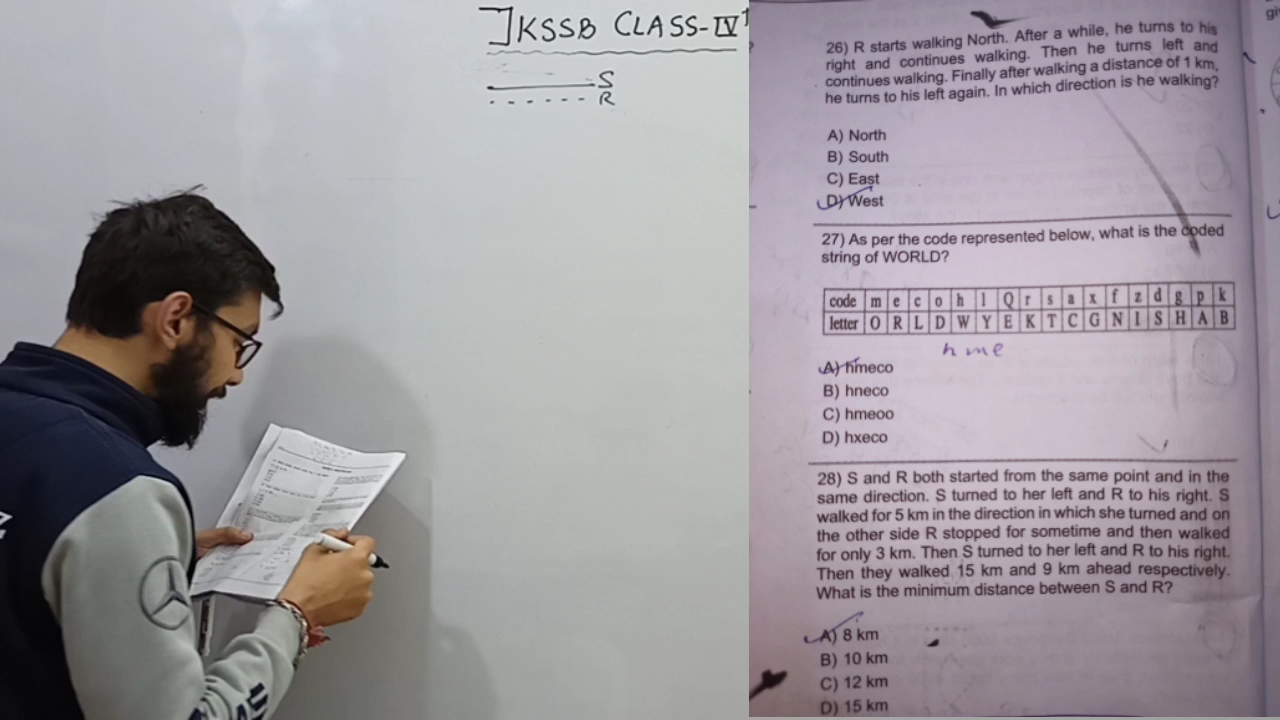 JKSSB CLASS-IV
S
R
26) R starts walking North. After a while, he turns to his
right and continues walking. Then he turns left and
continues walking. Finally after walking a distance of 1 km,
he turns to his left again. In which direction is he walking?
A) North
B) South
C) East
D) West
27) As per the code represented below, what is the coded
string of WORLD?
code m e c o h l Q r s a x f z d g p k
letter O R L D W Y E K T C G N I S H A B
h me
A) hmeco
B) hneco
C) hmeoo
D) hxeco
28) S and R both started from the same point and in the
same direction. S turned to her left and R to his right. S
walked for 5 km in the direction in which she turned and on
the other side R stopped for sometime and then walked
for only 3 km. Then S turned to her left and R to his right.
Then they walked 15 km and 9 km ahead respectively.
What is the minimum distance between S and R?
A) 8 km
B) 10 km
C) 12 km
D) 15 km